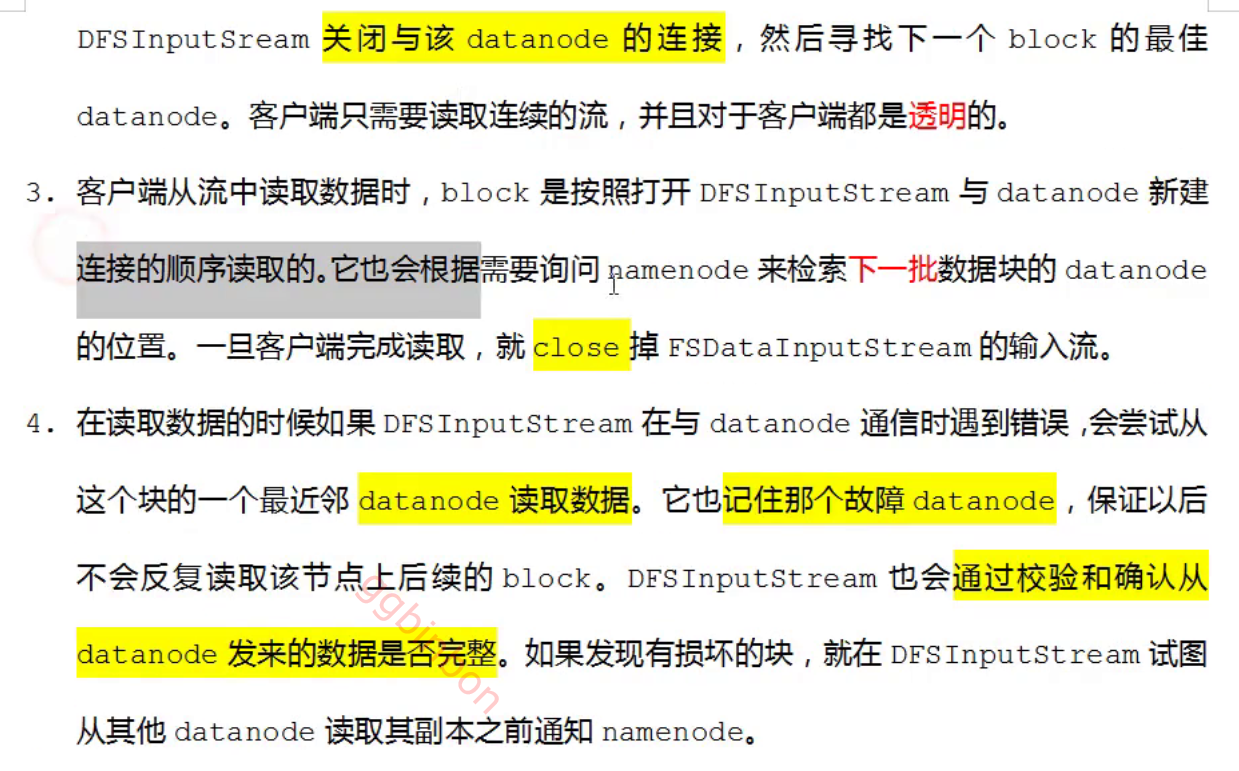 DFSInputSream 关闭与该 datanode 的连接，然后寻找下一个 block 的最佳
datanode。客户端只需要读取连续的流，并且对于客户端都是透明的。
3. 客户端从流中读取数据时，block 是按照打开 DFSInputStream 与 datanode 新建
连接的顺序读取的。它也会根据需要询问 namenode 来检索下一批数据块的 datanode
的位置。一旦客户端完成读取，就 close 掉 FSDataInputStream 的输入流。
4. 在读取数据的时候如果 DFSInputStream 在与 datanode 通信时遇到错误，会尝试从
这个块的一个最近邻 datanode 读取数据。它也记住那个故障 datanode，保证以后
不会反复读取该节点上后续的 block。DFSInputStream 也会通过校验和确认从
datanode 发来的数据是否完整。如果发现有损坏的块，就在 DFSInputStream 试图
从其他 datanode 读取其副本之前通知 namenode。